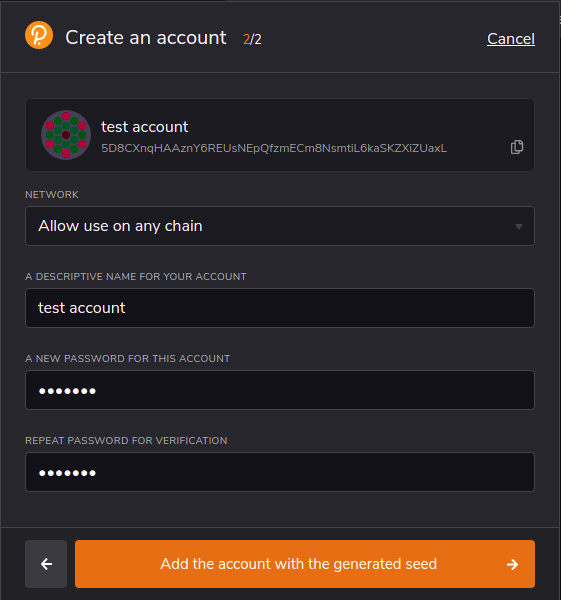 Create an account 2/2 Cancel
test account
5D8CXnqHAAznY6REUsNEpQfzmECm8NsmtiL6kaSKZXiZUaxL
NETWORK
Allow use on any chain
A DESCRIPTIVE NAME FOR YOUR ACCOUNT
test account
A NEW PASSWORD FOR THIS ACCOUNT
•••••••
REPEAT PASSWORD FOR VERIFICATION
•••••••
Add the account with the generated seed